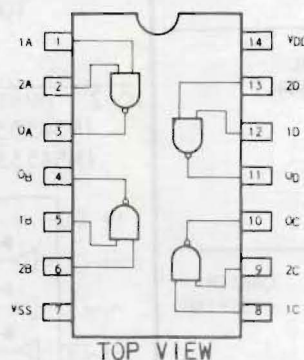 1A 1 14 VDD
2A 2 13 2D
OA 3 12 1D
OB 4 11 OD
1B 5 10 OC
2B 6 9 2C
VSS 7 8 1C
TOP VIEW